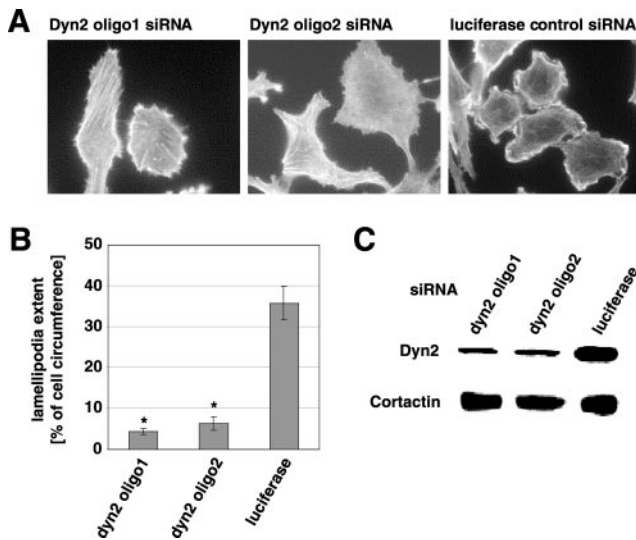 A
Dyn2 oligo1 siRNA
Dyn2 oligo2 siRNA
luciferase control siRNA
B
lamellipodia extent
[% of cell circumference]
50
40
30
20
10
0
*
*
dyn2 oligo1
dyn2 oligo2
luciferase
C
siRNA
dyn2 oligo1
dyn2 oligo2
luciferase
Dyn2
Cortactin